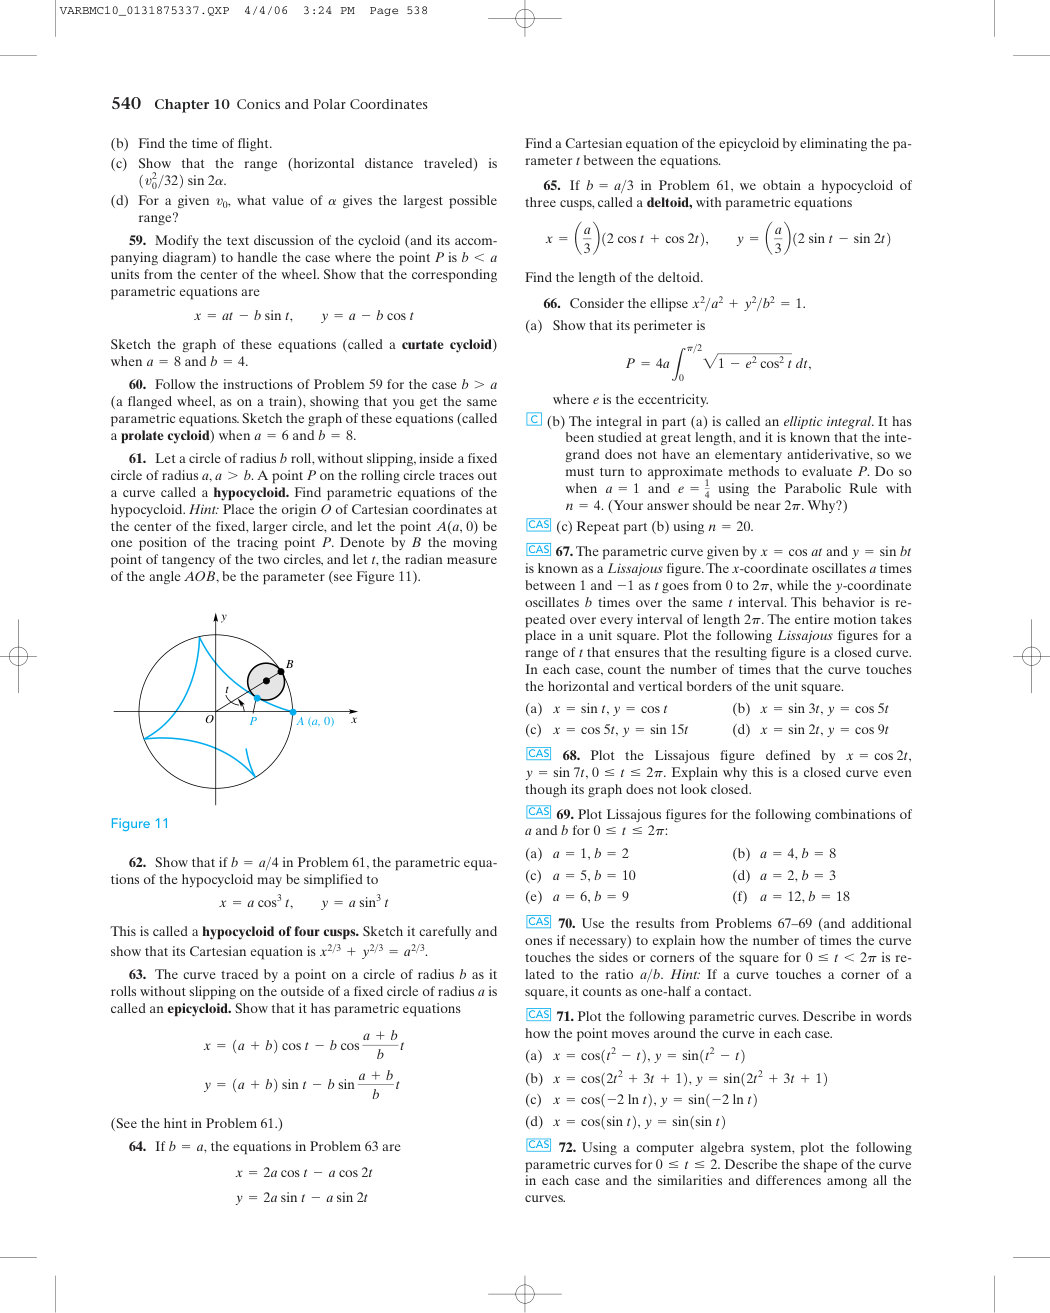 VARBMC10_0131875337.QXP 4/4/06 3:24 PM Page 538
540 Chapter 10 Conics and Polar Coordinates
(b) Find the time of flight.
(c) Show that the range (horizontal distance traveled) is
(v₀²/32) sin 2α.
(d) For a given v₀, what value of α gives the largest possible
range?
59. Modify the text discussion of the cycloid (and its accom-
panying diagram) to handle the case where the point P is b < a
units from the center of the wheel. Show that the corresponding
parametric equations are
x = at − b sin t, y = a − b cos t
Sketch the graph of these equations (called a curtate cycloid)
when a = 8 and b = 4.
60. Follow the instructions of Problem 59 for the case b > a
(a flanged wheel, as on a train), showing that you get the same
parametric equations. Sketch the graph of these equations (called
a prolate cycloid) when a = 6 and b = 8.
61. Let a circle of radius b roll, without slipping, inside a fixed
circle of radius a, a > b. A point P on the rolling circle traces out
a curve called a hypocycloid. Find parametric equations of the
hypocycloid. Hint: Place the origin O of Cartesian coordinates at
the center of the fixed, larger circle, and let the point A(a, 0) be
one position of the tracing point P. Denote by B the moving
point of tangency of the two circles, and let t, the radian measure
of the angle AOB, be the parameter (see Figure 11).
y
B
t
O
P
A (a, 0)
x
Figure 11
62. Show that if b = a/4 in Problem 61, the parametric equa-
tions of the hypocycloid may be simplified to
x = a cos³ t, y = a sin³ t
This is called a hypocycloid of four cusps. Sketch it carefully and
show that its Cartesian equation is x^(2/3) + y^(2/3) = a^(2/3).
63. The curve traced by a point on a circle of radius b as it
rolls without slipping on the outside of a fixed circle of radius a is
called an epicycloid. Show that it has parametric equations
x = (a + b) cos t − b cos (a + b)/b t
y = (a + b) sin t − b sin (a + b)/b t
(See the hint in Problem 61.)
64. If b = a, the equations in Problem 63 are
x = 2a cos t − a cos 2t
y = 2a sin t − a sin 2t
Find a Cartesian equation of the epicycloid by eliminating the pa-
rameter t between the equations.
65. If b = a/3 in Problem 61, we obtain a hypocycloid of
three cusps, called a deltoid, with parametric equations
x = (a/3)(2 cos t + cos 2t), y = (a/3)(2 sin t − sin 2t)
Find the length of the deltoid.
66. Consider the ellipse x²/a² + y²/b² = 1.
(a) Show that its perimeter is
P = 4a ∫₀^(π/2) √(1 − e² cos² t) dt,
where e is the eccentricity.
C (b) The integral in part (a) is called an elliptic integral. It has
been studied at great length, and it is known that the inte-
grand does not have an elementary antiderivative, so we
must turn to approximate methods to evaluate P. Do so
when a = 1 and e = 1/4 using the Parabolic Rule with
n = 4. (Your answer should be near 2π. Why?)
CAS (c) Repeat part (b) using n = 20.
CAS 67. The parametric curve given by x = cos at and y = sin bt
is known as a Lissajous figure. The x-coordinate oscillates a times
between 1 and −1 as t goes from 0 to 2π, while the y-coordinate
oscillates b times over the same t interval. This behavior is re-
peated over every interval of length 2π. The entire motion takes
place in a unit square. Plot the following Lissajous figures for a
range of t that ensures that the resulting figure is a closed curve.
In each case, count the number of times that the curve touches
the horizontal and vertical borders of the unit square.
(a) x = sin t, y = cos t (b) x = sin 3t, y = cos 5t
(c) x = cos 5t, y = sin 15t (d) x = sin 2t, y = cos 9t
CAS 68. Plot the Lissajous figure defined by x = cos 2t,
y = sin 7t, 0 ≤ t ≤ 2π. Explain why this is a closed curve even
though its graph does not look closed.
CAS 69. Plot Lissajous figures for the following combinations of
a and b for 0 ≤ t ≤ 2π:
(a) a = 1, b = 2 (b) a = 4, b = 8
(c) a = 5, b = 10 (d) a = 2, b = 3
(e) a = 6, b = 9 (f) a = 12, b = 18
CAS 70. Use the results from Problems 67–69 (and additional
ones if necessary) to explain how the number of times the curve
touches the sides or corners of the square for 0 ≤ t < 2π is re-
lated to the ratio a/b. Hint: If a curve touches a corner of a
square, it counts as one-half a contact.
CAS 71. Plot the following parametric curves. Describe in words
how the point moves around the curve in each case.
(a) x = cos(t² − t), y = sin(t² − t)
(b) x = cos(2t² + 3t + 1), y = sin(2t² + 3t + 1)
(c) x = cos(−2 ln t), y = sin(−2 ln t)
(d) x = cos(sin t), y = sin(sin t)
CAS 72. Using a computer algebra system, plot the following
parametric curves for 0 ≤ t ≤ 2. Describe the shape of the curve
in each case and the similarities and differences among all the
curves.